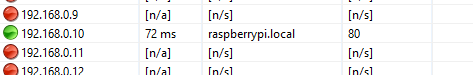 192.168.0.9 [n/a] [n/s] [n/s]
192.168.0.10 72 ms raspberrypi.local 80
192.168.0.11 [n/a] [n/s] [n/s]
192.168.0.12 [n/a] [n/s] [n/s]